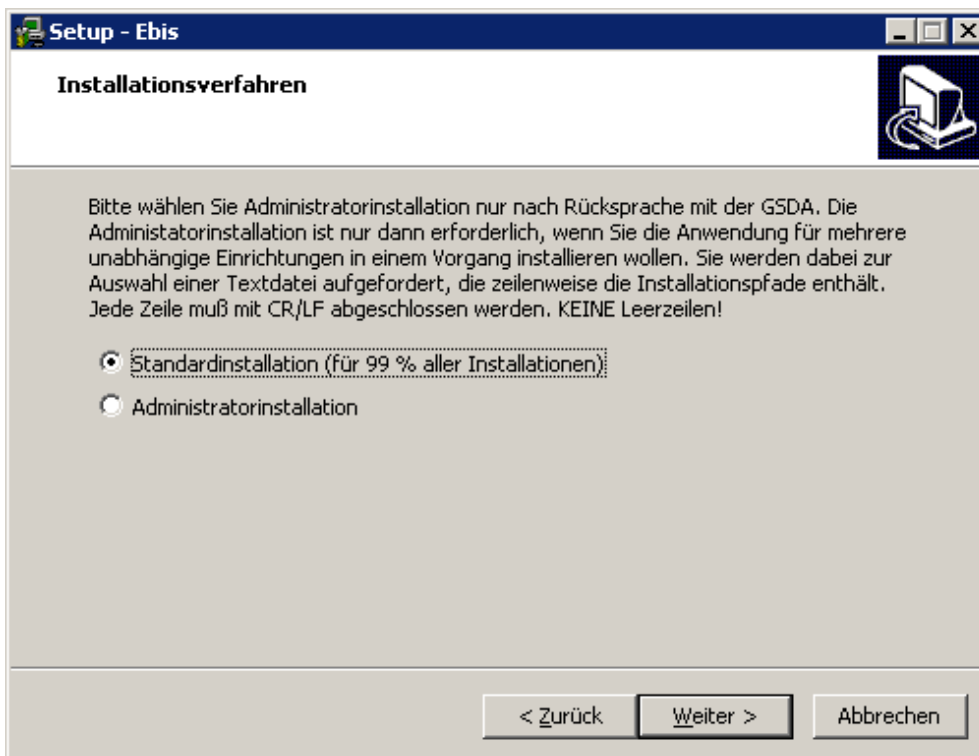 Setup - Ebis
Installationsverfahren
Bitte wählen Sie Administratorinstallation nur nach Rücksprache mit der GSDA. Die
Administatorinstallation ist nur dann erforderlich, wenn Sie die Anwendung für mehrere
unabhängige Einrichtungen in einem Vorgang installieren wollen. Sie werden dabei zur
Auswahl einer Textdatei aufgefordert, die zeilenweise die Installationspfade enthält.
Jede Zeile muß mit CR/LF abgeschlossen werden. KEINE Leerzeilen!
Standardinstallation (für 99 % aller Installationen)
Administratorinstallation
< Zurück Weiter > Abbrechen